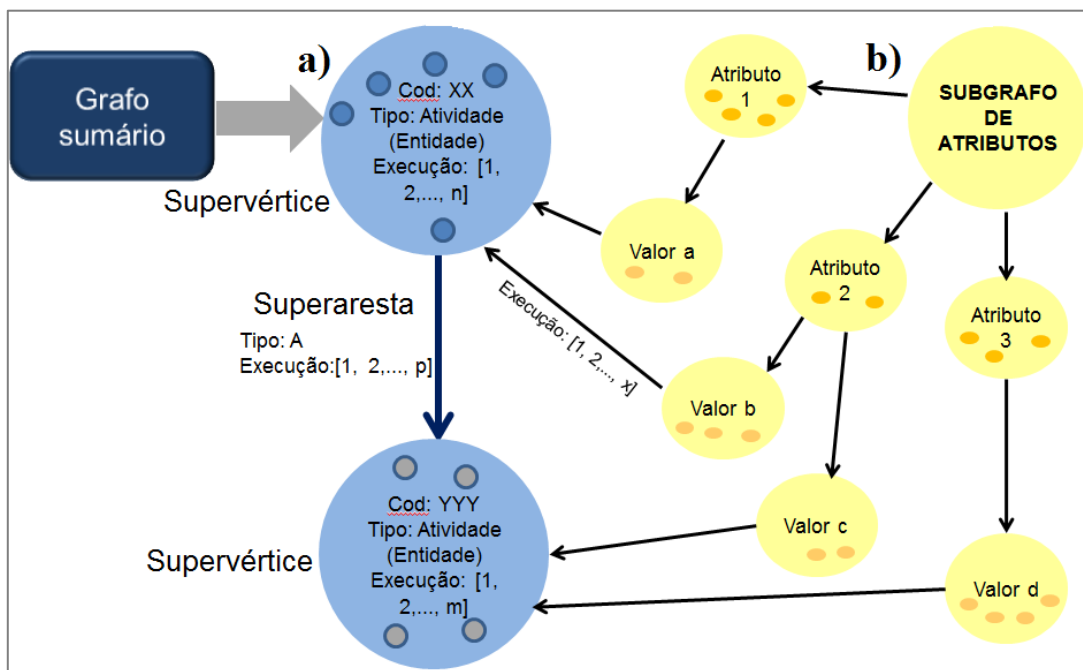 Grafo
sumário
a)
Cod: XX
Tipo: Atividade
(Entidade)
Execução: [1,
2,..., n]
Supervértice
Superaresta
Tipo: A
Execução:[1, 2,..., p]
Cod: YYY
Tipo: Atividade
(Entidade)
Execução: [1,
2,..., m]
Supervértice
b)
SUBGRAFO
DE
ATRIBUTOS
Atributo
1
Valor a
Atributo
2
Execução: [1, 2,..., x]
Valor b
Valor c
Atributo
3
Valor d